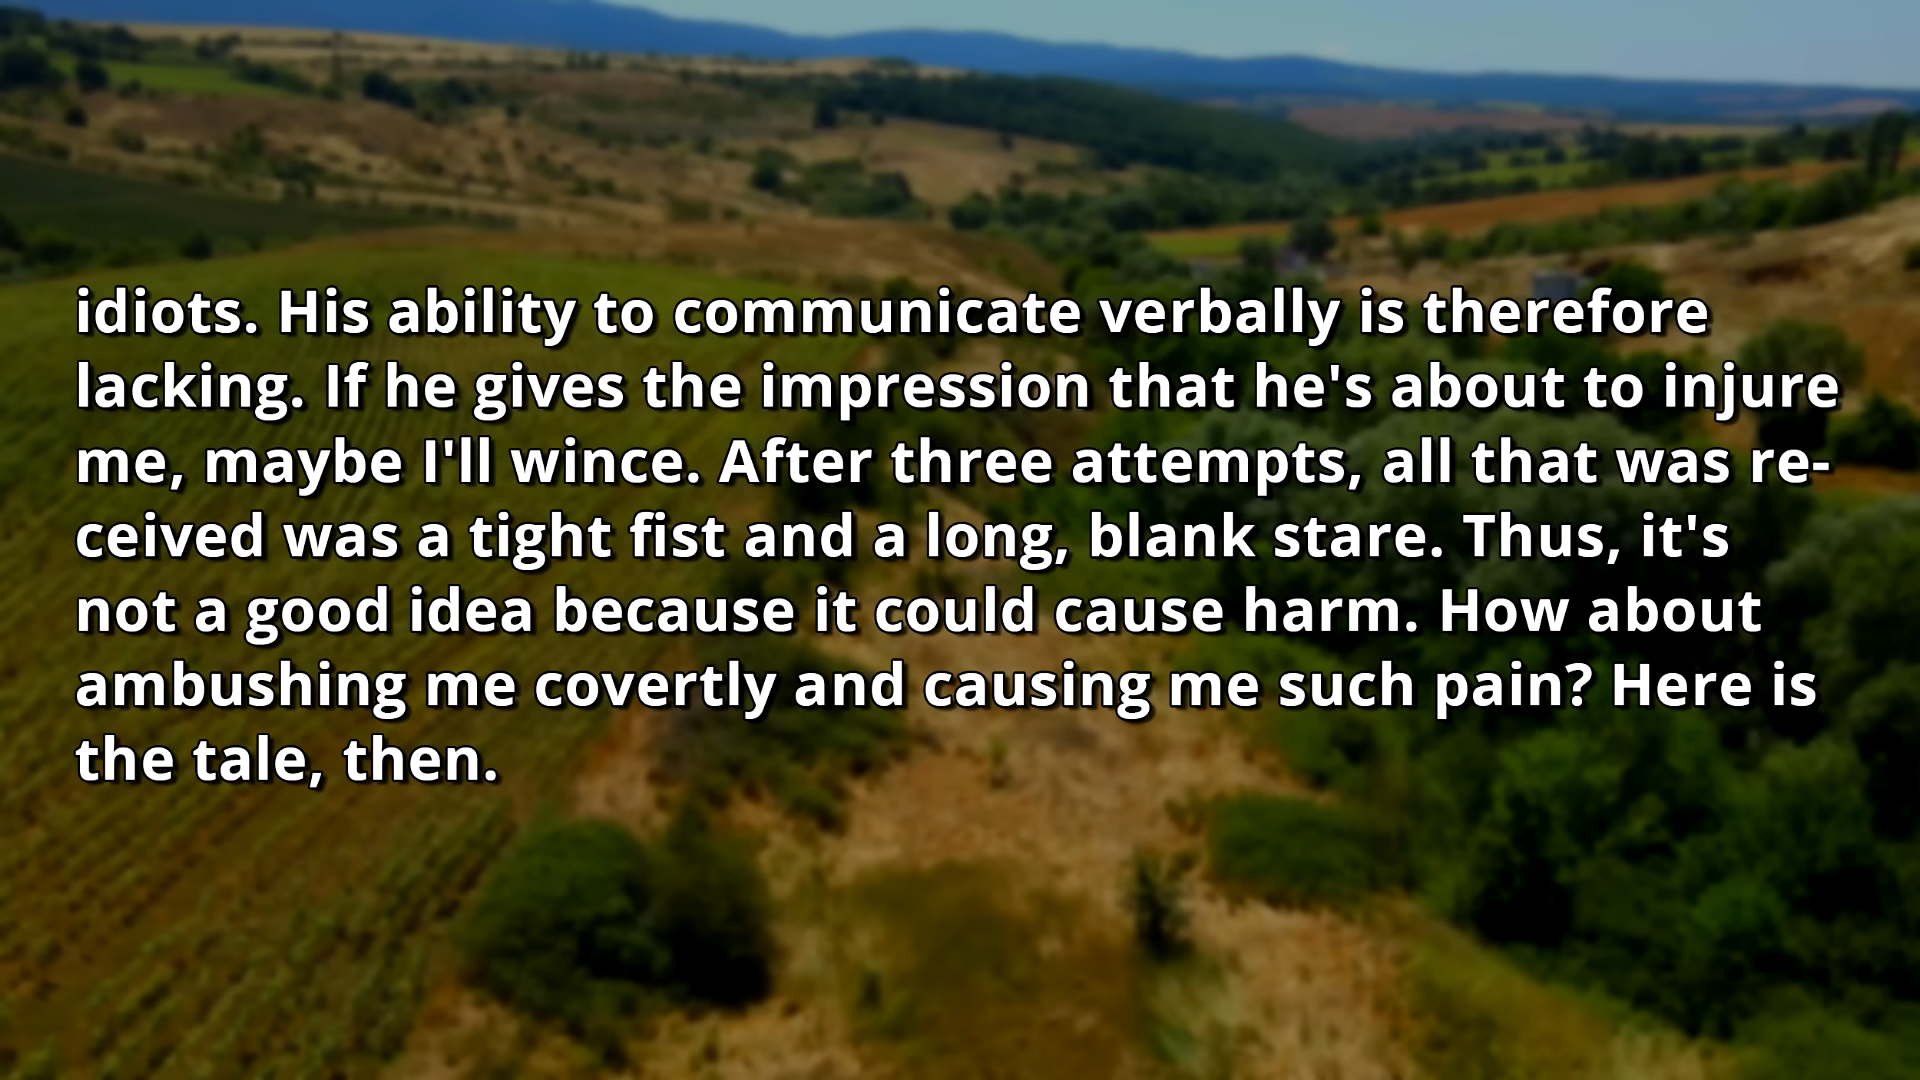 idiots. His ability to communicate verbally is therefore
lacking. If he gives the impression that he's about to injure
me, maybe I'll wince. After three attempts, all that was re-
ceived was a tight fist and a long, blank stare. Thus, it's
not a good idea because it could cause harm. How about
ambushing me covertly and causing me such pain? Here is
the tale, then.